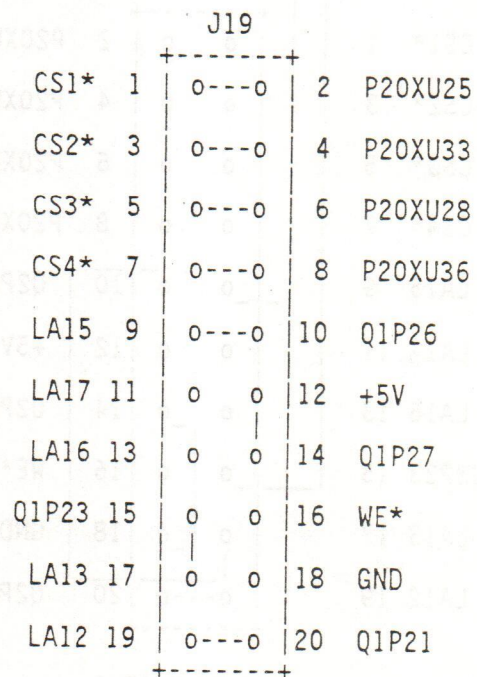 J19
+-------+
CS1* 1 | o---o | 2 P20XU25
CS2* 3 | o---o | 4 P20XU33
CS3* 5 | o---o | 6 P20XU28
CS4* 7 | o---o | 8 P20XU36
LA15 9 | o---o | 10 Q1P26
LA17 11 | o o | 12 +5V
LA16 13 | o o | 14 Q1P27
Q1P23 15 | o o | 16 WE*
LA13 17 | o o | 18 GND
LA12 19 | o---o | 20 Q1P21
+-------+